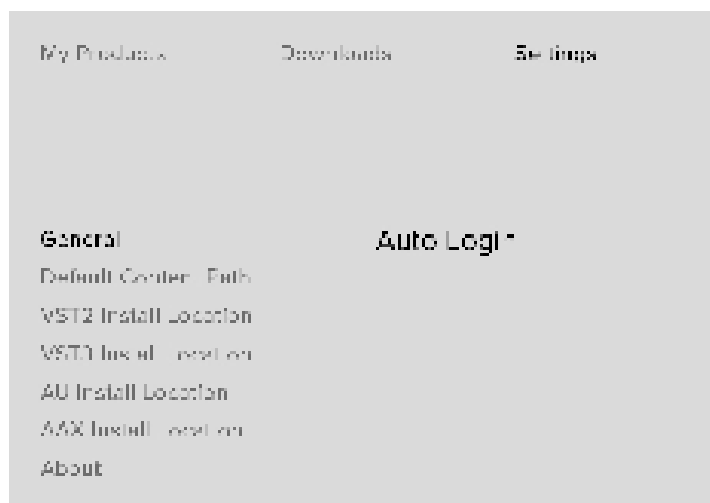 My Products Downloads Settings
General Auto Login
Default Content Path
VST2 Install Location
VST3 Install Location
AU Install Location
AAX Install Location
About